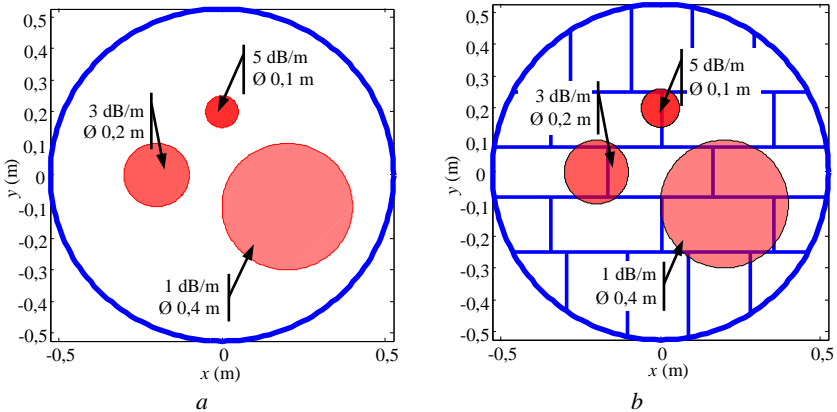 0,5
0,4
0,3
0,2
0,1
0
-0,1
-0,2
-0,3
-0,4
-0,5
y (m)
5 dB/m
Ø 0,1 m
3 dB/m
Ø 0,2 m
1 dB/m
Ø 0,4 m
-0,5
0
0,5
x (m)
a
0,5
0,4
0,3
0,2
0,1
0
-0,1
-0,2
-0,3
-0,4
-0,5
y (m)
5 dB/m
Ø 0,1 m
3 dB/m
Ø 0,2 m
1 dB/m
Ø 0,4 m
-0,5
0
0,5
x (m)
b